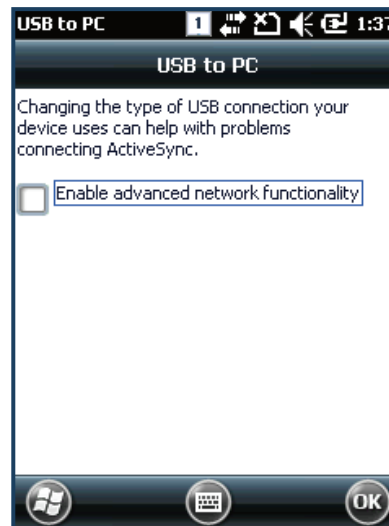 USB to PC 1 1:37
USB to PC
Changing the type of USB connection your
device uses can help with problems
connecting ActiveSync.
Enable advanced network functionality
OK